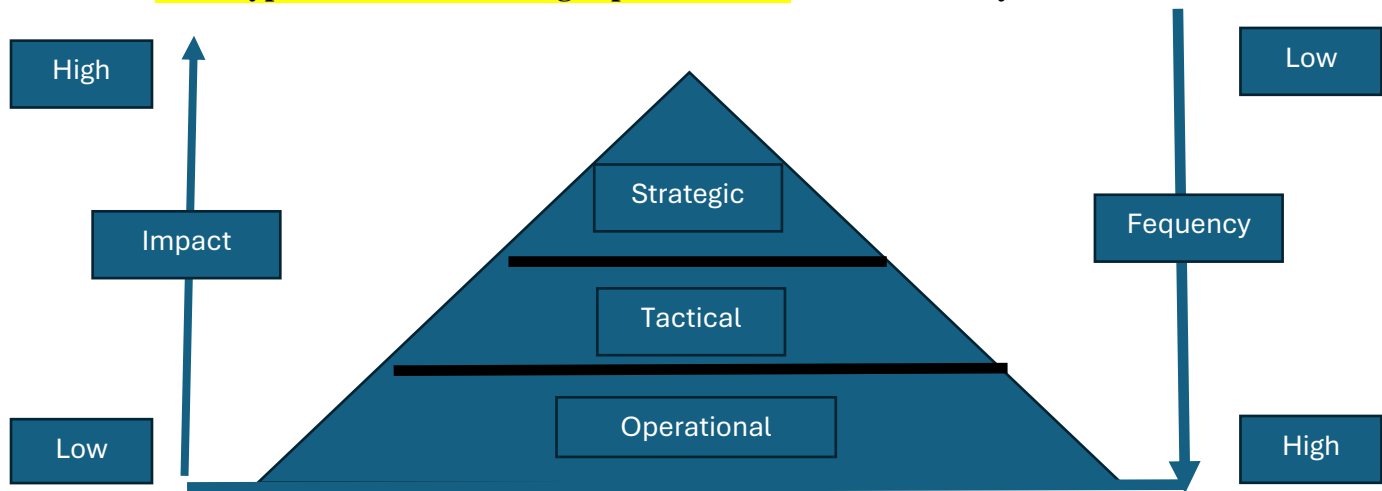 High
Low
Strategic
Impact
Fequency
Tactical
Operational
Low
High